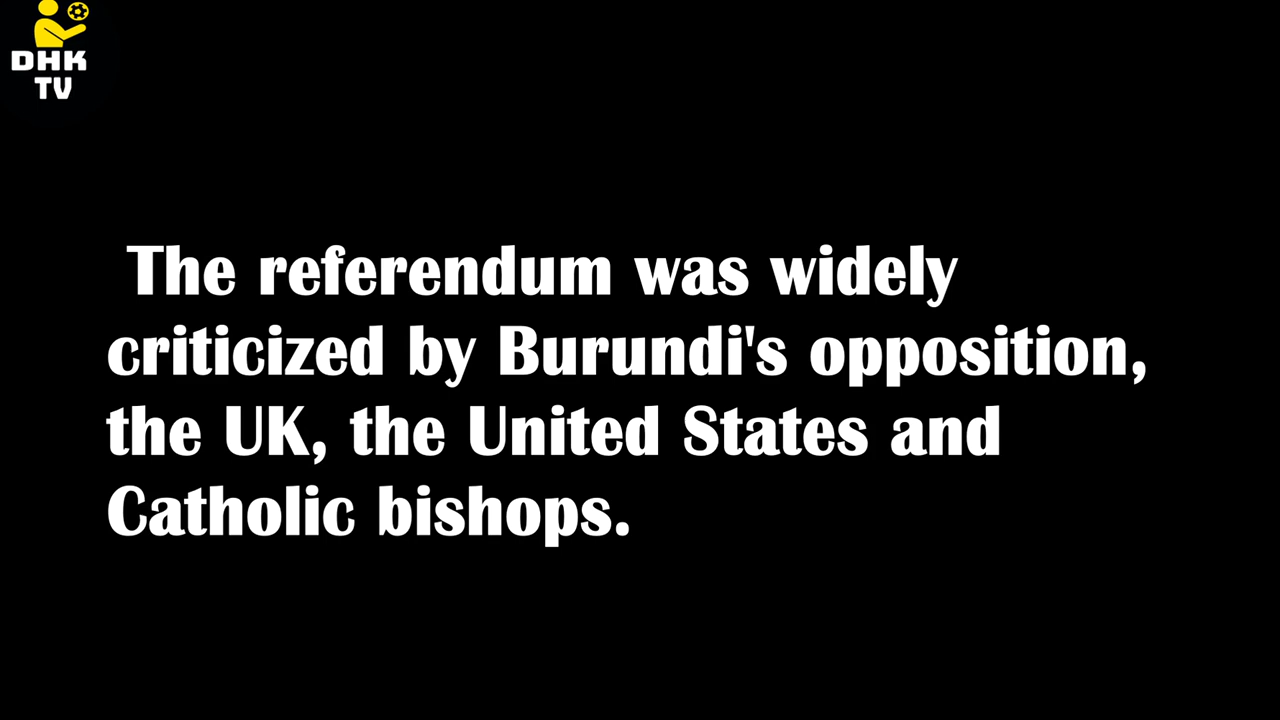 DHK
TV
The referendum was widely
criticized by Burundi's opposition,
the UK, the United States and
Catholic bishops.